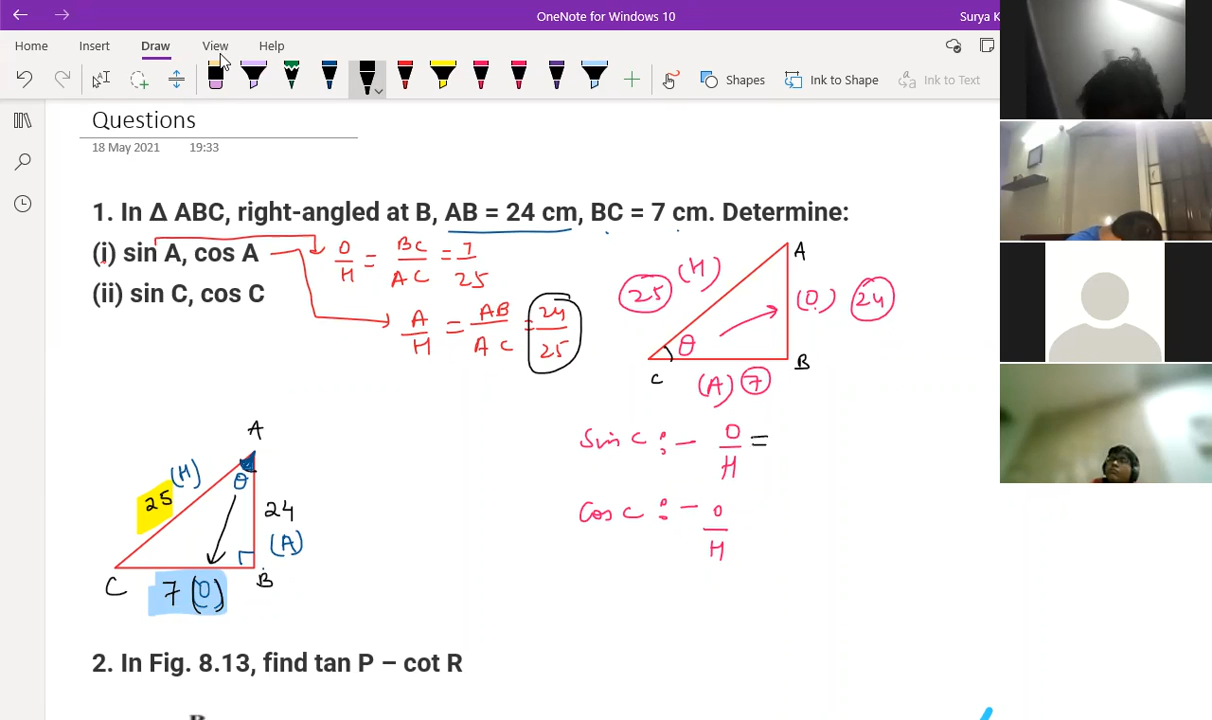 OneNote for Windows 10
Surya K
Home Insert Draw View Help
Shapes Ink to Shape Ink to Text
Questions
18 May 2021 19:33
1. In Δ ABC, right-angled at B, AB = 24 cm, BC = 7 cm. Determine:
(i) sin A, cos A
O/H = BC/AC = 7/25
(ii) sin C, cos C
A/H = AB/AC = 24/25
25 (H)
A
(O) 24
θ
C
B
(A) 7
Sin C :- O/H =
Cos C :- O/H
A
25 (H)
θ
24
(A)
C
B
7 (O)
2. In Fig. 8.13, find tan P – cot R